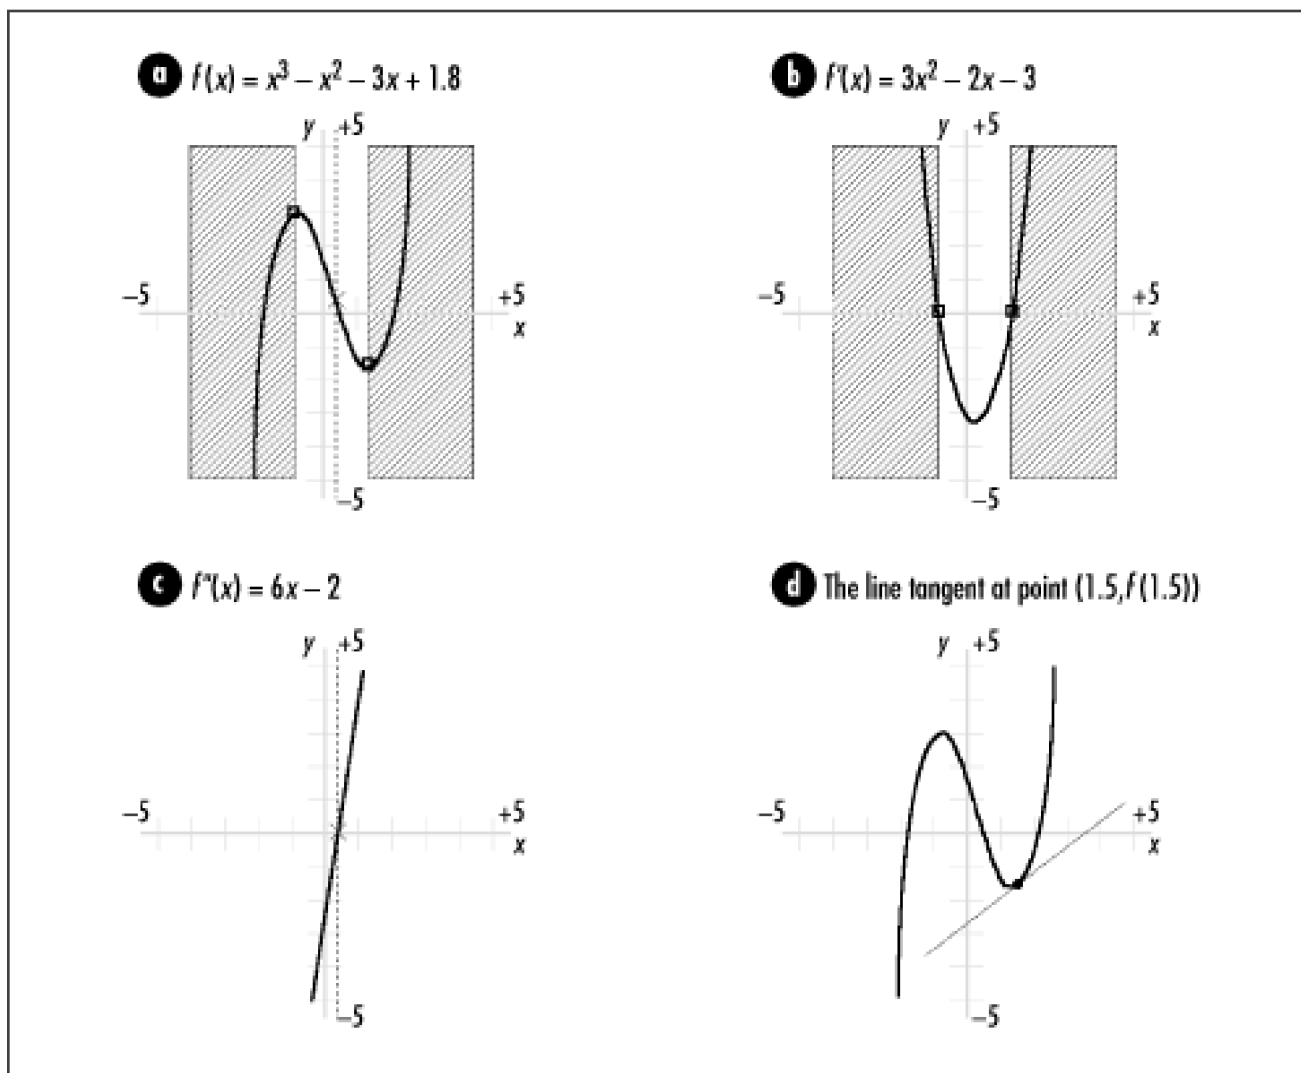 a f(x) = x³ – x² – 3x + 1.8
y +5
–5 +5
x
–5
b f'(x) = 3x² – 2x – 3
y +5
–5 +5
x
–5
c f"(x) = 6x – 2
y +5
–5 +5
x
–5
d The line tangent at point (1.5,f(1.5))
y +5
–5 +5
x
–5